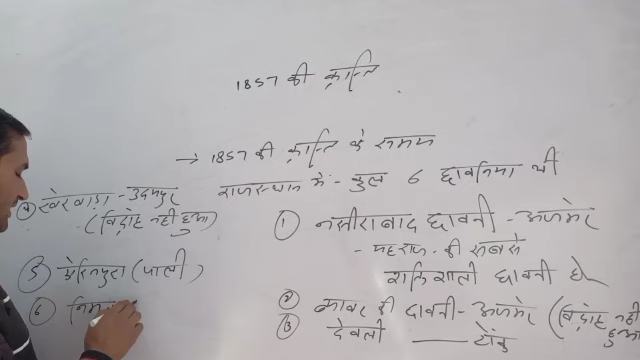 1857 की क्रान्ति
→ 1857 की क्रान्ति के समय
राजस्थान में - कुल 6 छावनिया थी
① नसीराबाद छावनी - अजमेर
- यह राज. की सबसे
शक्तिशाली छावनी है
② ब्यावर की छावनी - अजमेर (विद्रोह नही हुआ
③ देवली —— टोंक
④ खेरवाड़ा - उदयपुर
(विद्रोह नही हुआ)
⑤ एरिनपुरा (पाली)
⑥ निम